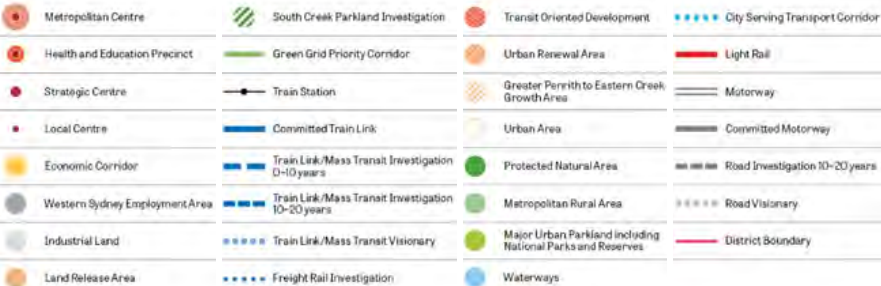 Metropolitan Centre
Health and Education Precinct
Strategic Centre
Local Centre
Economic Corridor
Western Sydney Employment Area
Industrial Land
Land Release Area
South Creek Parkland Investigation
Green Grid Priority Corridor
Train Station
Committed Train Link
Train Link/Mass Transit Investigation
0–10 years
Train Link/Mass Transit Investigation
10–20 years
Train Link/Mass Transit Visionary
Freight Rail Investigation
Transit Oriented Development
Urban Renewal Area
Greater Penrith to Eastern Creek
Growth Area
Urban Area
Protected Natural Area
Metropolitan Rural Area
Major Urban Parkland including
National Parks and Reserves
Waterways
City Serving Transport Corridor
Light Rail
Motorway
Committed Motorway
Road Investigation 10–20 years
Road Visionary
District Boundary